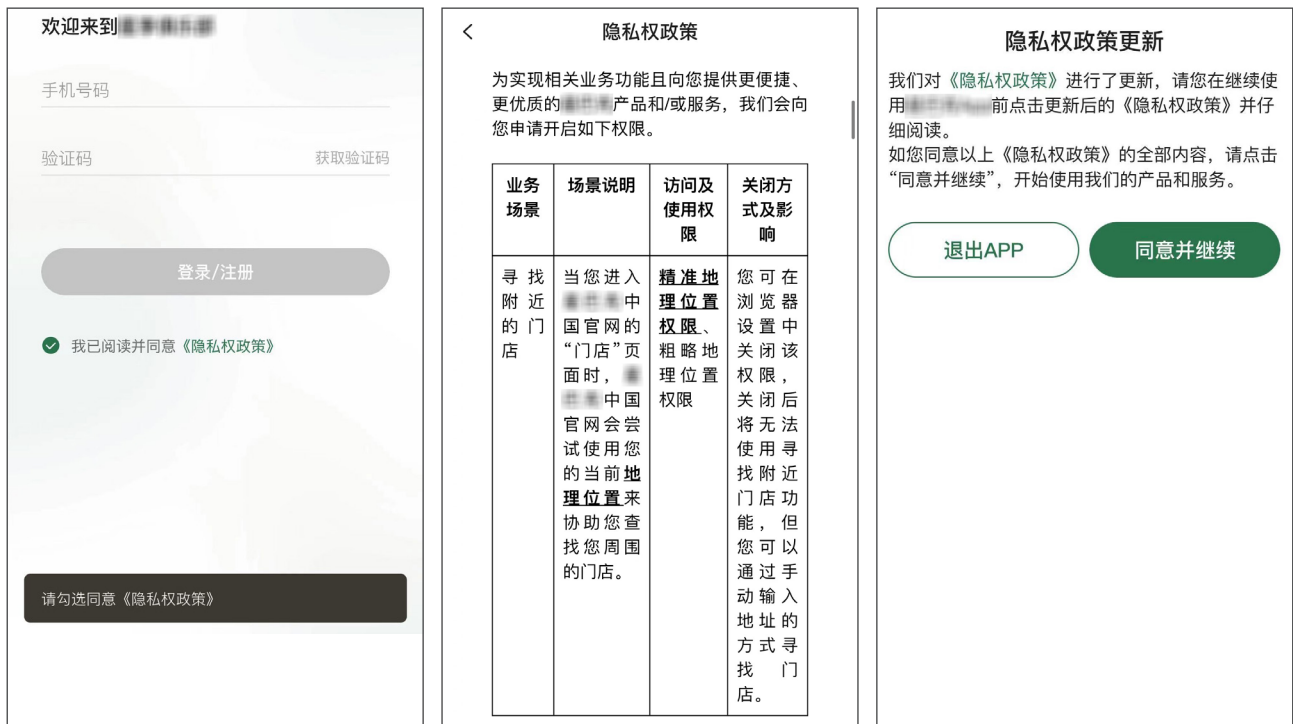 欢迎来到
手机号码
验证码 获取验证码
登录/注册
我已阅读并同意《隐私权政策》
请勾选同意《隐私权政策》
隐私权政策
为实现相关业务功能且向您提供更便捷、
更优质的 产品和/或服务，我们会向
您申请开启如下权限。
业务
场景
场景说明
访问及
使用权
限
关闭方
式及影
响
寻找
附近
的门
店
当您进入
中
国官网的
“门店”页
面时，
中国
官网会尝
试使用您
的当前地
理位置来
协助您查
找您周围
的门店。
精准地
理位置
权限、
粗略地
理位置
权限
您可在
浏览器
设置中
关闭该
权限，
关闭后
将无法
使用寻
找附近
门店功
能，但
您可以
通过手
动输入
地址的
方式寻
找门
店。
隐私权政策更新
我们对《隐私权政策》进行了更新，请您在继续使
用 前点击更新后的《隐私权政策》并仔
细阅读。
如您同意以上《隐私权政策》的全部内容，请点击
“同意并继续”，开始使用我们的产品和服务。
退出APP
同意并继续